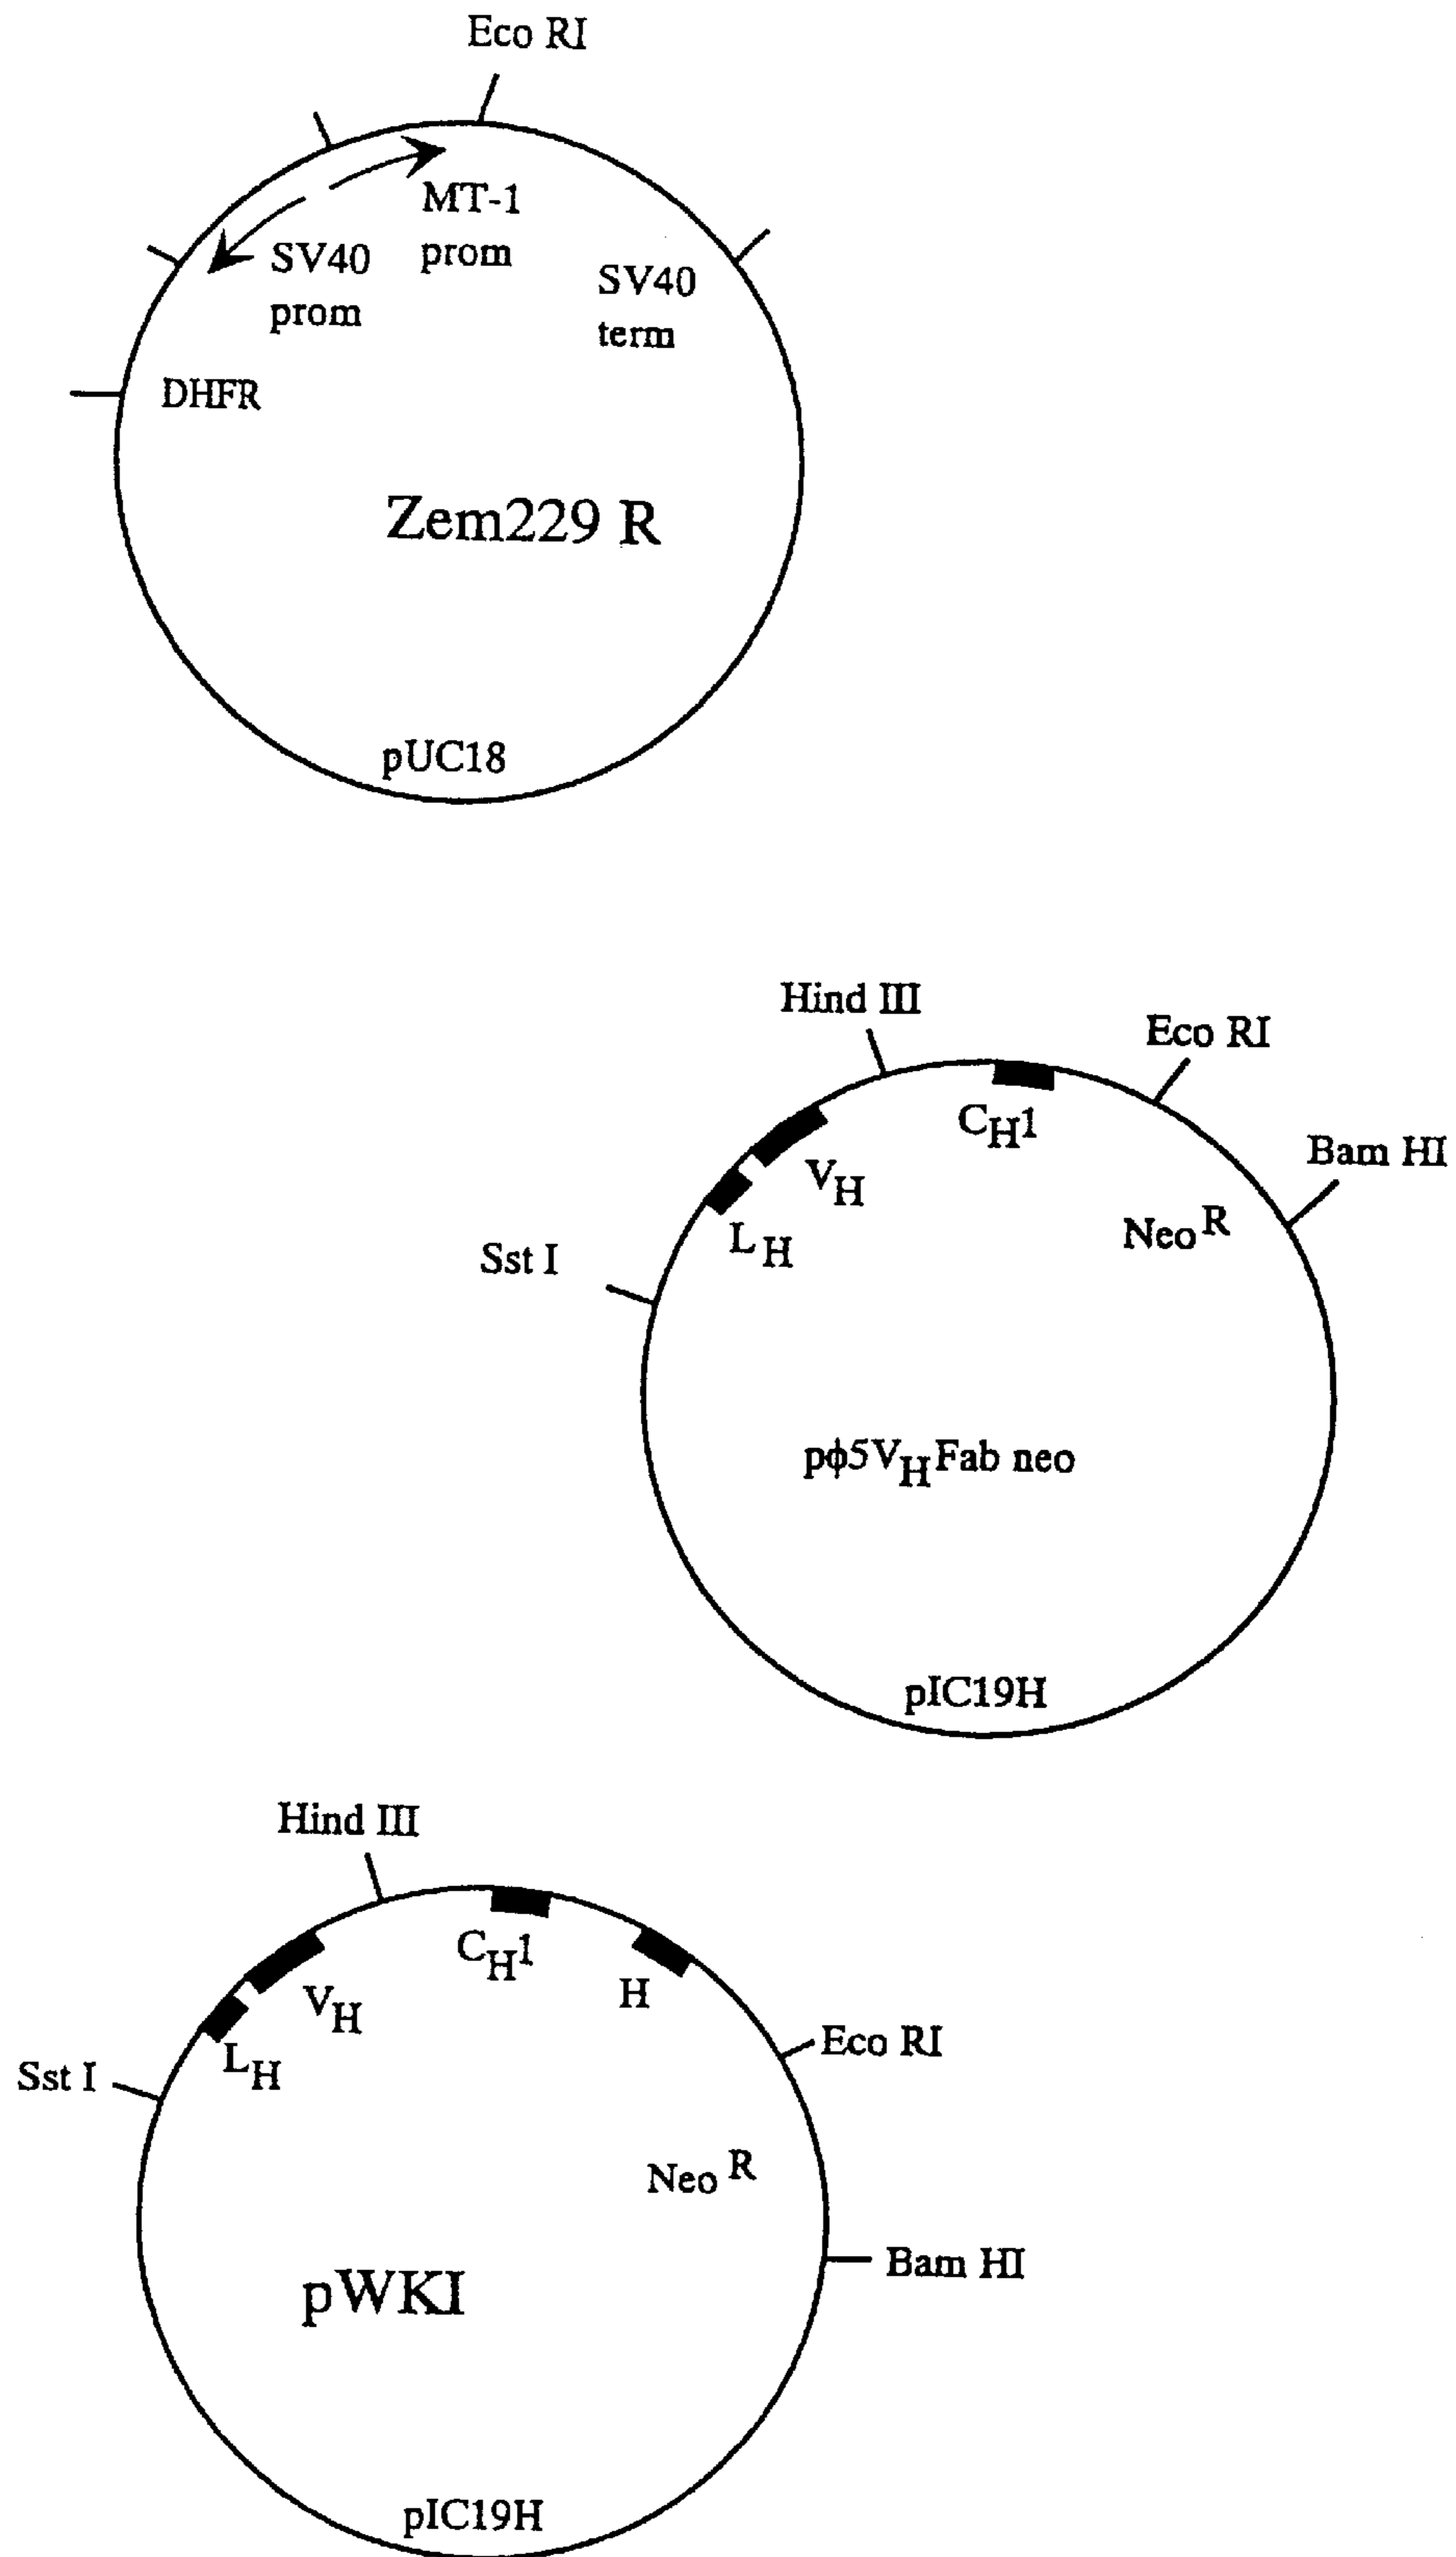 Eco RI
MT-1
prom
SV40
prom
SV40
term
DHFR
Zem229 R
pUC18
Hind III
Eco RI
CH1
Bam HI
VH
NeoR
LH
Sst I
pϕ5VHFab neo
pIC19H
Hind III
CH1
H
VH
Eco RI
LH
Sst I
NeoR
Bam HI
pWKI
pIC19H